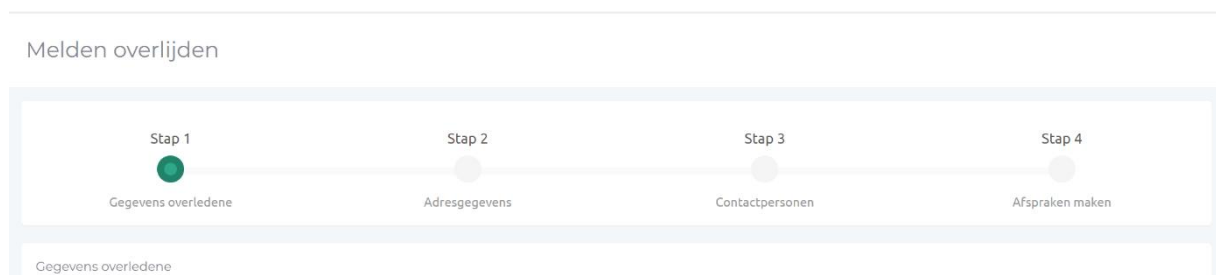 Melden overlijden
Stap 1 Stap 2 Stap 3 Stap 4
Gegevens overledene Adresgegevens Contactpersonen Afspraken maken
Gegevens overledene